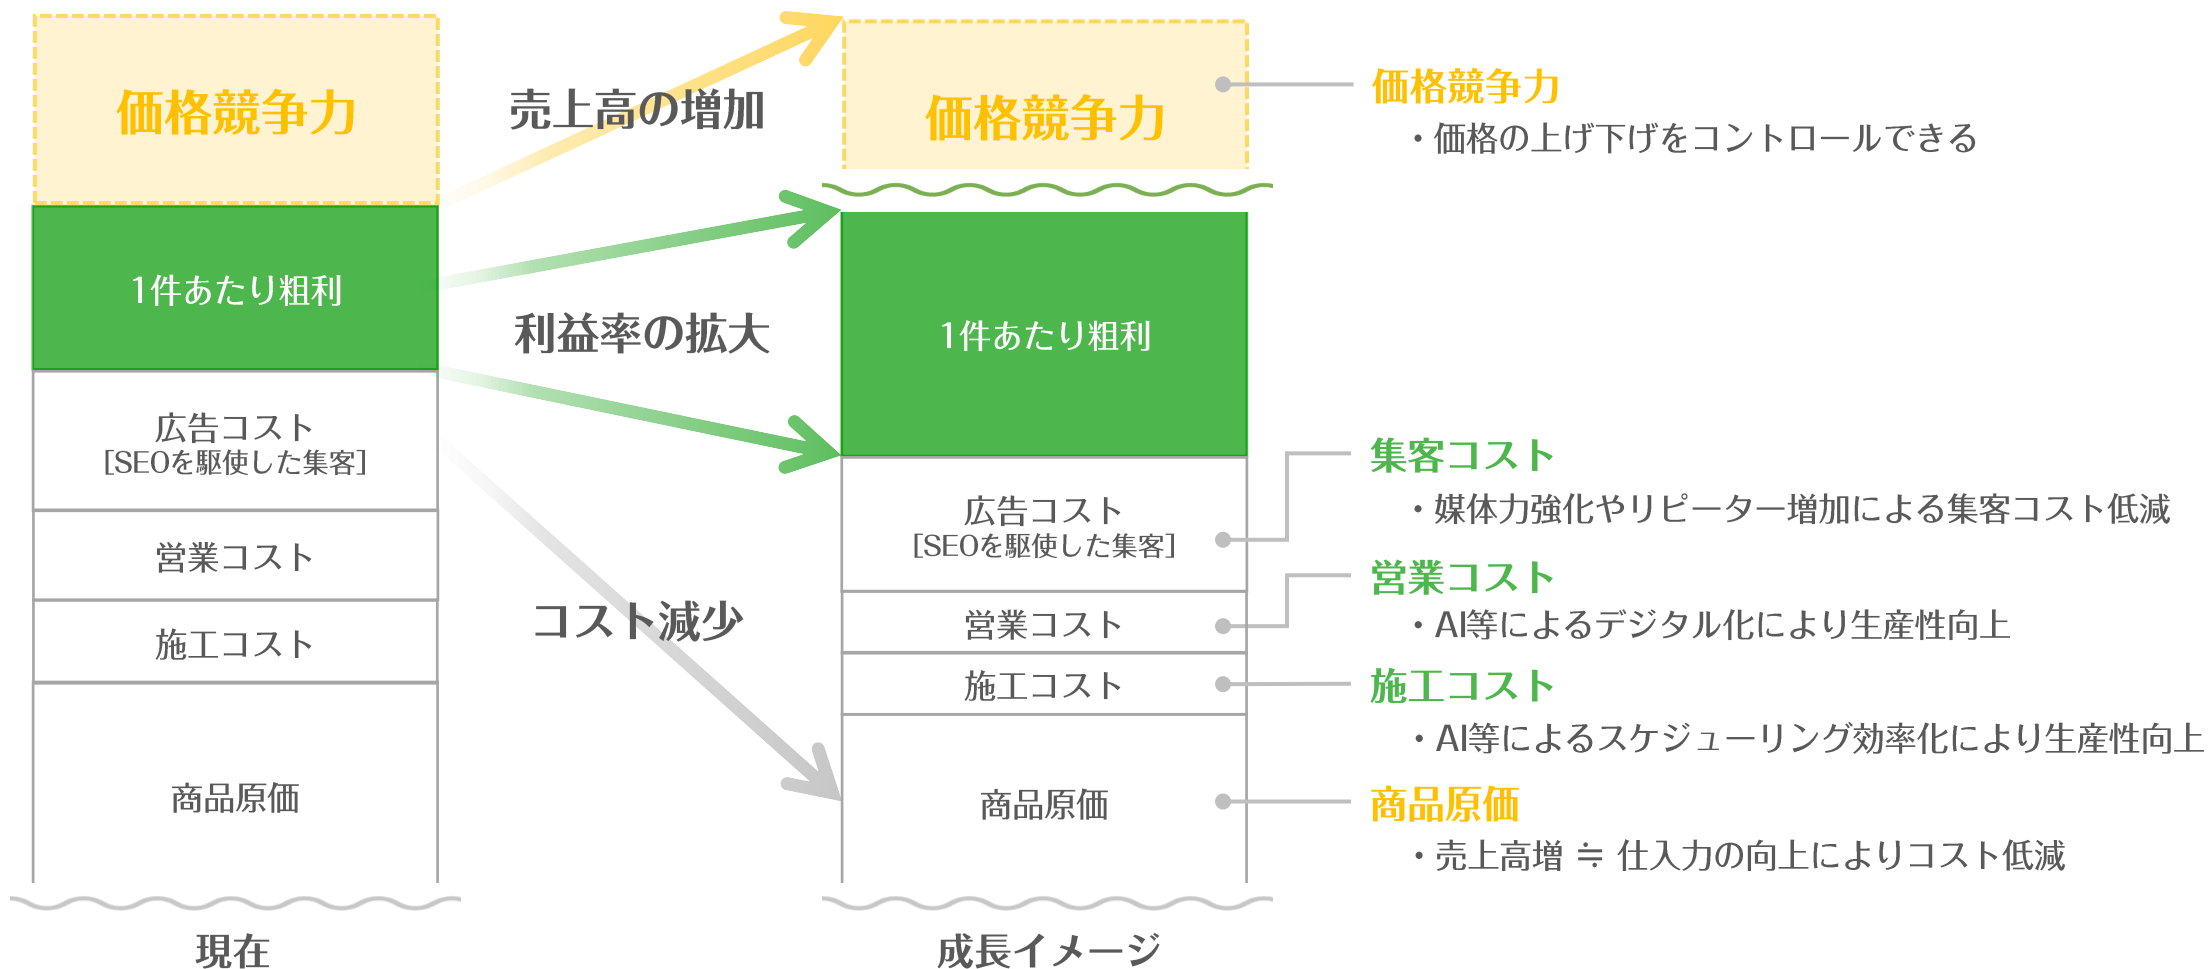 価格競争力
1件あたり粗利
広告コスト
[SEOを駆使した集客]
営業コスト
施工コスト
商品原価
現在
売上高の増加
利益率の拡大
コスト減少
価格競争力
1件あたり粗利
広告コスト
[SEOを駆使した集客]
営業コスト
施工コスト
商品原価
成長イメージ
価格競争力
・価格の上げ下げをコントロールできる
集客コスト
・媒体力強化やリピーター増加による集客コスト低減
営業コスト
・AI等によるデジタル化により生産性向上
施工コスト
・AI等によるスケジューリング効率化により生産性向上
商品原価
・売上高増 ≒ 仕入力の向上によりコスト低減